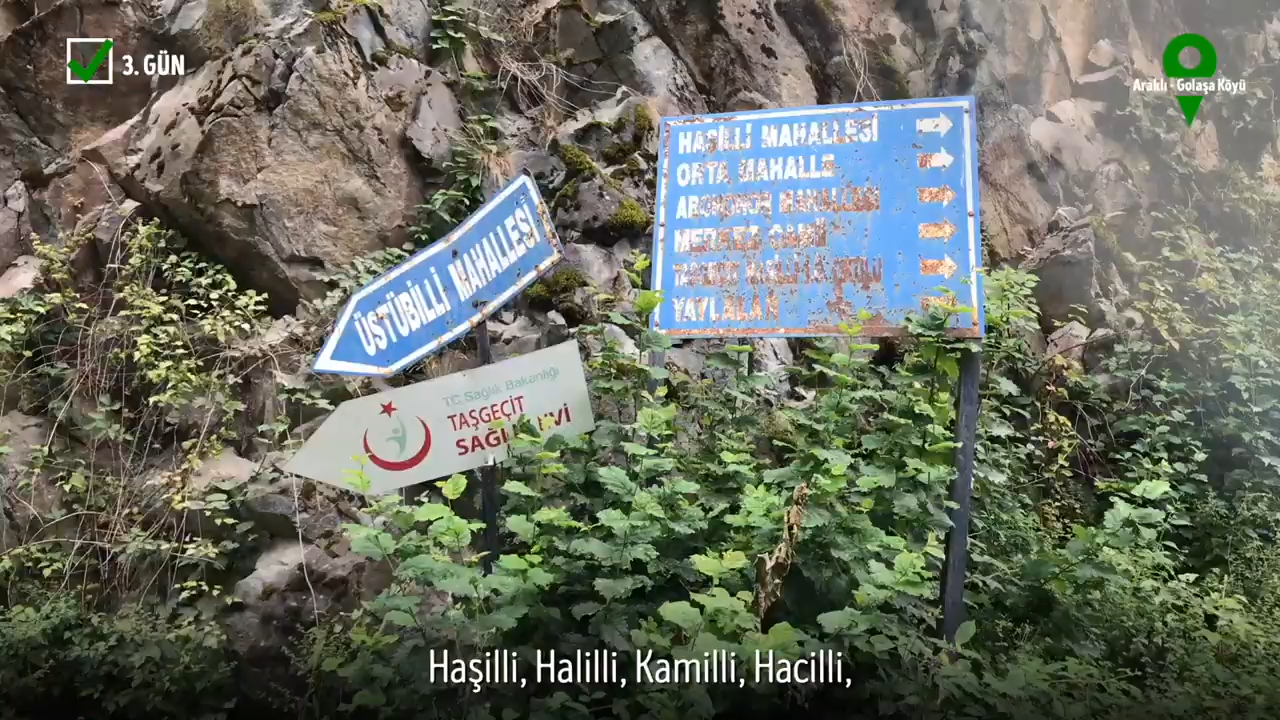 3. GÜN
Araklı - Golaşa Köyü
HAŞİLLİ MAHALLESİ
ORTA MAHALLE
MAHALLESİ
MERKEZ CAMİİ
YAYLALAR
ÜSTÜBİLLİ MAHALLESİ
T.C. Sağlık Bakanlığı
TAŞGEÇİT
Haşilli, Halilli, Kamilli, Hacilli,